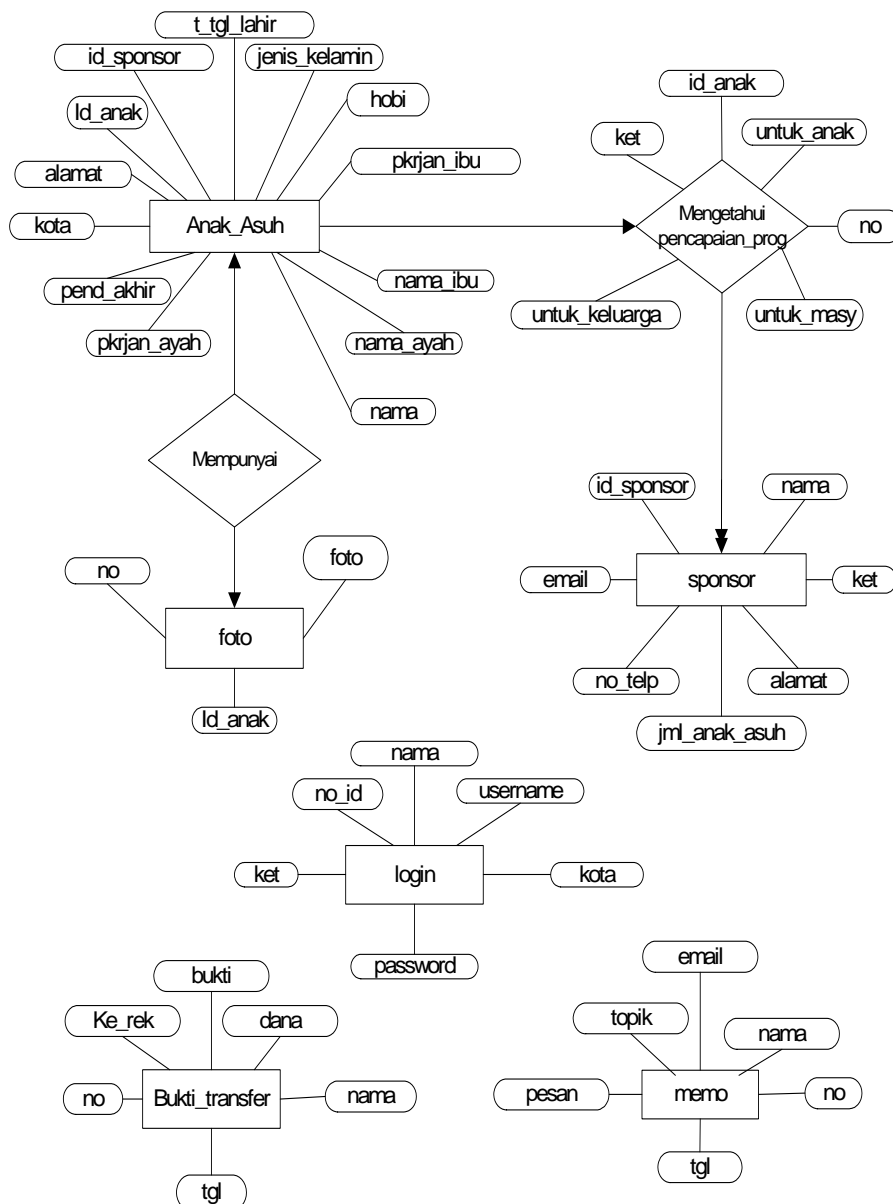 t_tgl_lahir
id_sponsor
jenis_kelamin
Id_anak
hobi
alamat
pkrjan_ibu
kota
Anak_Asuh
pend_akhir
nama_ibu
pkrjan_ayah
nama_ayah
nama
id_anak
ket
untuk_anak
Mengetahui
pencapaian_prog
no
untuk_keluarga
untuk_masy
Mempunyai
no
foto
foto
Id_anak
id_sponsor
nama
email
sponsor
ket
no_telp
alamat
jml_anak_asuh
nama
no_id
username
ket
login
kota
password
bukti
Ke_rek
dana
no
Bukti_transfer
nama
tgl
email
topik
nama
pesan
memo
no
tgl